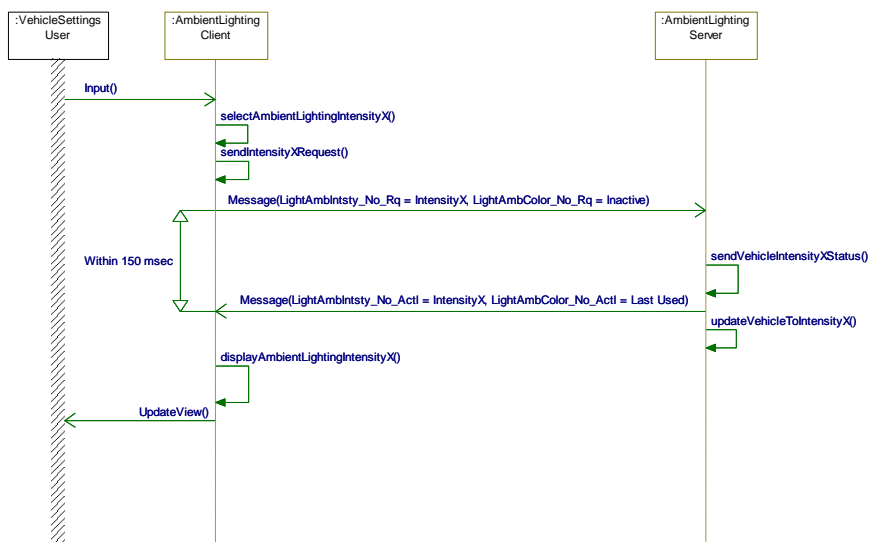 :VehicleSettings
User
:AmbientLighting
Client
:AmbientLighting
Server
Input()
selectAmbientLightingIntensityX()
sendIntensityXRequest()
Message(LightAmbIntsty_No_Rq = IntensityX, LightAmbColor_No_Rq = Inactive)
Within 150 msec
sendVehicleIntensityXStatus()
Message(LightAmbIntsty_No_Actl = IntensityX, LightAmbColor_No_Actl = Last Used)
updateVehicleToIntensityX()
displayAmbientLightingIntensityX()
UpdateView()